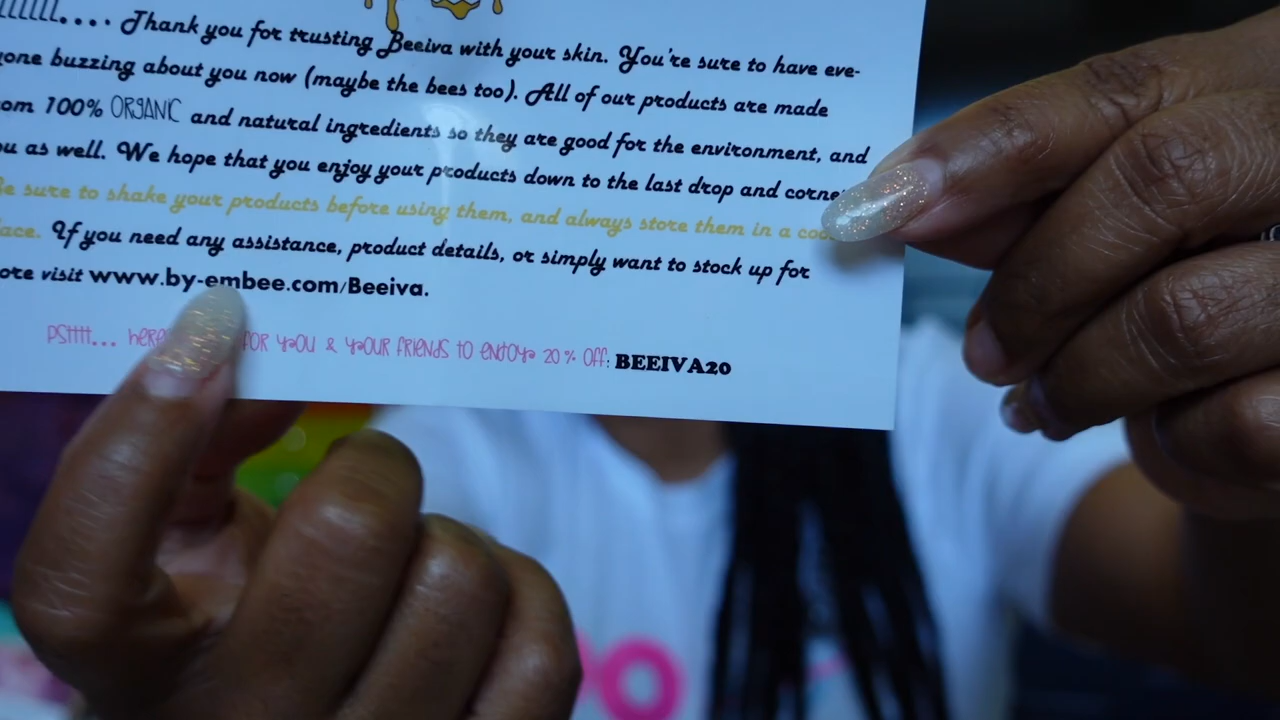 Thank you for trusting Beeiva with your skin. You're sure to have eve-
one buzzing about you now (maybe the bees too). All of our products are made
om 100% ORGANIC and natural ingredients so they are good for the environment, and
u as well. We hope that you enjoy your products down to the last drop and corne
Be sure to shake your products before using them, and always store them in a
lace. If you need any assistance, product details, or simply want to stock up for
ore visit www.by-embee.com/Beeiva.
PSTTTT... HERE FOR YOU & YOUR FRIENDS TO ENJOY 20% OFF: BEEIVA20